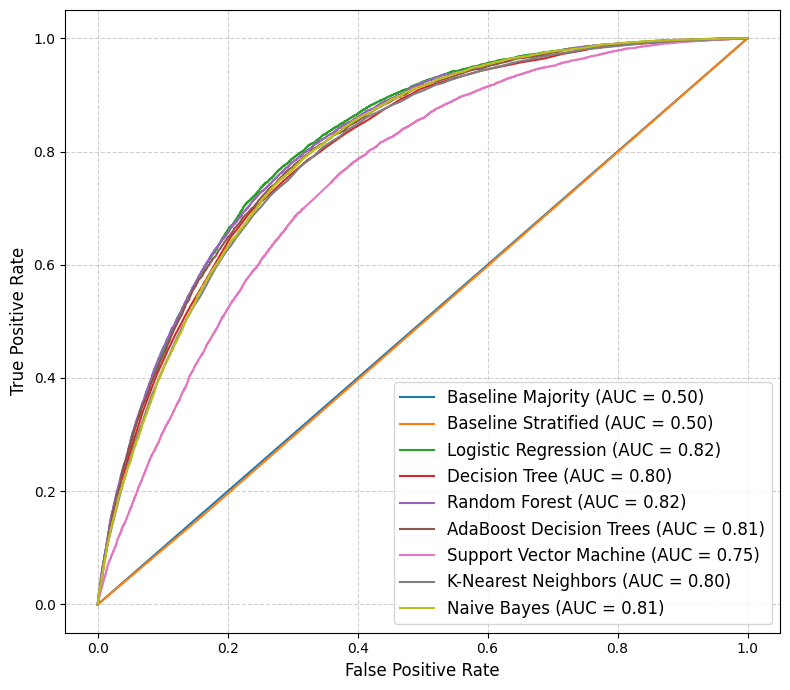 1.0
0.8
0.6
0.4
0.2
0.0
True Positive Rate
Baseline Majority (AUC = 0.50)
Baseline Stratified (AUC = 0.50)
Logistic Regression (AUC = 0.82)
Decision Tree (AUC = 0.80)
Random Forest (AUC = 0.82)
AdaBoost Decision Trees (AUC = 0.81)
Support Vector Machine (AUC = 0.75)
K-Nearest Neighbors (AUC = 0.80)
Naive Bayes (AUC = 0.81)
0.0 0.2 0.4 0.6 0.8 1.0
False Positive Rate